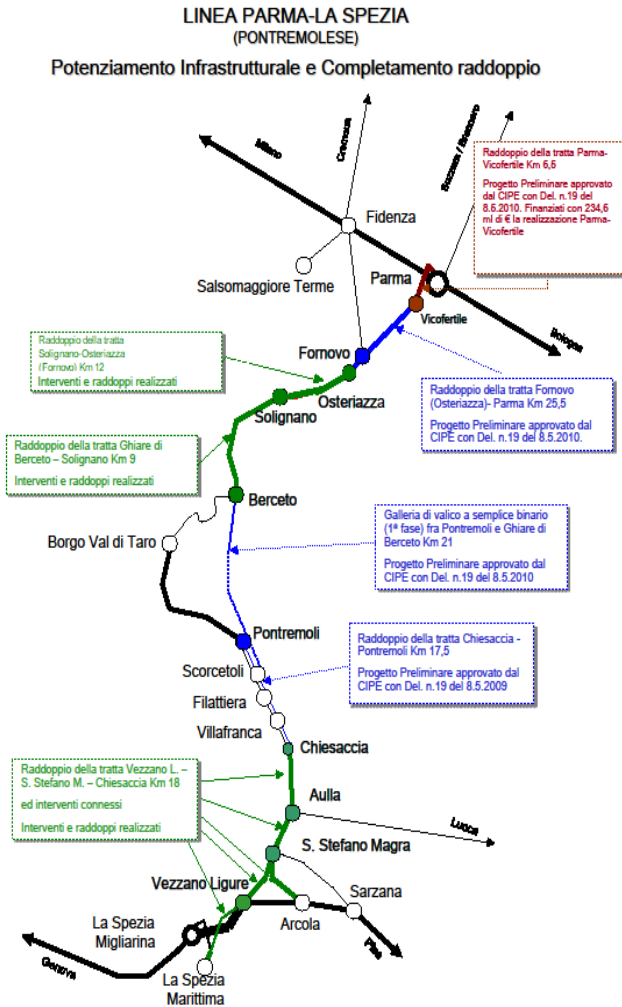 LINEA PARMA-LA SPEZIA
(PONTREMOLESE)
Potenziamento Infrastrutturale e Completamento raddoppio
Milano
Cremona
Bozzano / Brennero
Raddoppio della tratta Parma-
Vicofertile Km 6,5
Progetto Preliminare approvato
dal CIPE con Del. n.19 del
8.5.2010. Finanziati con 234,6
ml di € la realizzazione Parma-
Vicofertile
Fidenza
Salsomaggiore Terme
Parma
Vicofertile
Bologna
Fornovo
Raddoppio della tratta
Solignano-Osteriazza
(Fornovo) Km 12
Interventi e raddoppi realizzati
Osteriazza
Solignano
Raddoppio della tratta Fornovo
(Osteriazza)- Parma Km 25,5
Progetto Preliminare approvato dal
CIPE con Del. n.19 del 8.5.2010.
Raddoppio della tratta Ghiare di
Berceto – Solignano Km 9
Interventi e raddoppi realizzati
Berceto
Borgo Val di Taro
Galleria di valico a semplice binario
(1ª fase) fra Pontremoli e Ghiare di
Berceto Km 21
Progetto Preliminare approvato dal
CIPE con Del. n.19 del 8.5.2010
Pontremoli
Scorcetoli
Filattiera
Villafranca
Chiesaccia
Raddoppio della tratta Chiesaccia -
Pontremoli Km 17,5
Progetto Preliminare approvato dal
CIPE con Del. n.19 del 8.5.2009
Raddoppio della tratta Vezzano L. –
S. Stefano M. – Chiesaccia Km 18
ed interventi connessi
Interventi e raddoppi realizzati
Aulla
Lucca
S. Stefano Magra
Vezzano Ligure
Sarzana
Arcola
La Spezia
Migliarina
Pisa
Genova
La Spezia
Marittima